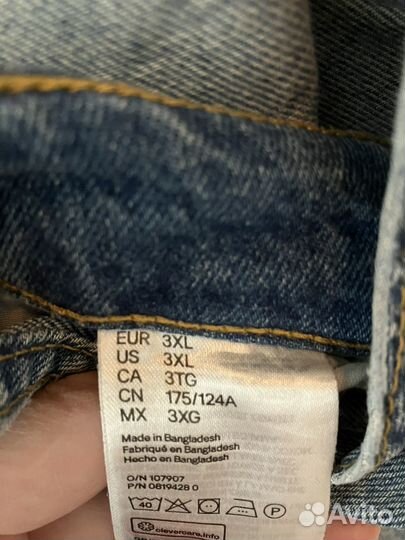 EUR 3XL
US 3XL
CA 3TG
CN 175/124A
MX 3XG
Made in Bangladesh
Fabriqué en Bangladesh
Hecho en Bangladesh
O/N 107907
P/N 0819428 0
40 P
clevercare.info
Avito